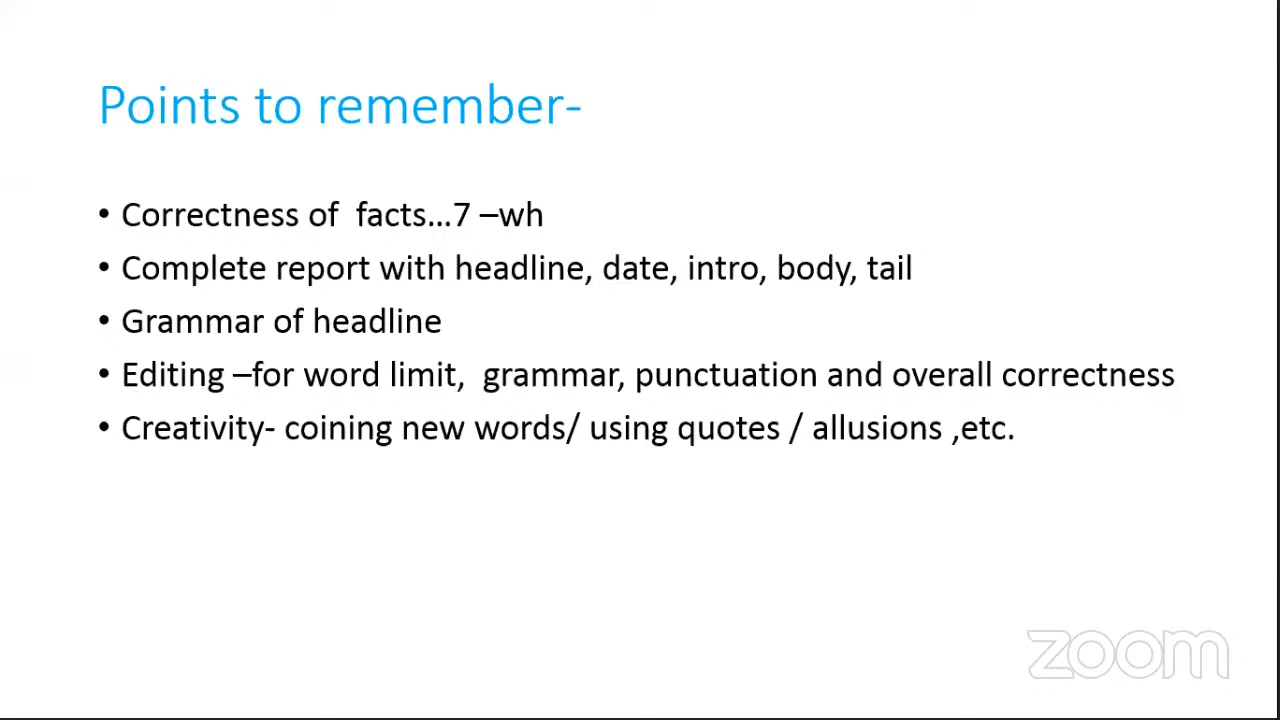 Points to remember-
• Correctness of  facts...7 –wh
• Complete report with headline, date, intro, body, tail
• Grammar of headline
• Editing –for word limit,  grammar, punctuation and overall correctness
• Creativity- coining new words/ using quotes / allusions ,etc.
zoom